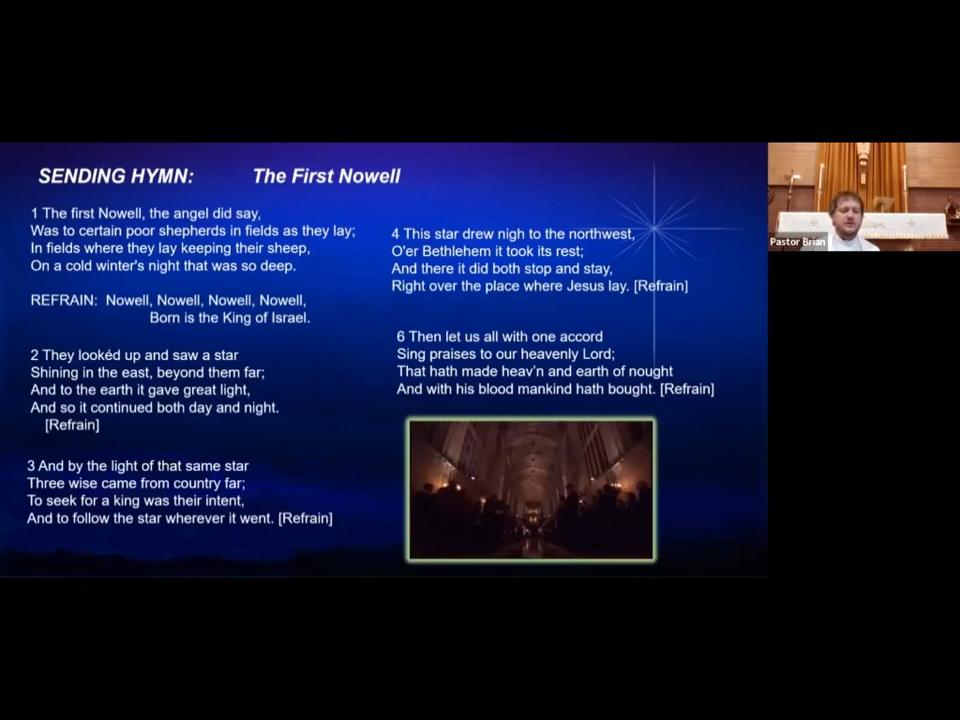 SENDING HYMN: The First Nowell
1 The first Nowell, the angel did say,
Was to certain poor shepherds in fields as they lay;
In fields where they lay keeping their sheep,
On a cold winter's night that was so deep.
REFRAIN: Nowell, Nowell, Nowell, Nowell,
Born is the King of Israel.
2 They lookéd up and saw a star
Shining in the east, beyond them far;
And to the earth it gave great light,
And so it continued both day and night.
[Refrain]
3 And by the light of that same star
Three wise came from country far;
To seek for a king was their intent,
And to follow the star wherever it went. [Refrain]
4 This star drew nigh to the northwest,
O'er Bethlehem it took its rest;
And there it did both stop and stay,
Right over the place where Jesus lay. [Refrain]
6 Then let us all with one accord
Sing praises to our heavenly Lord;
That hath made heav'n and earth of nought
And with his blood mankind hath bought. [Refrain]
Pastor Brian